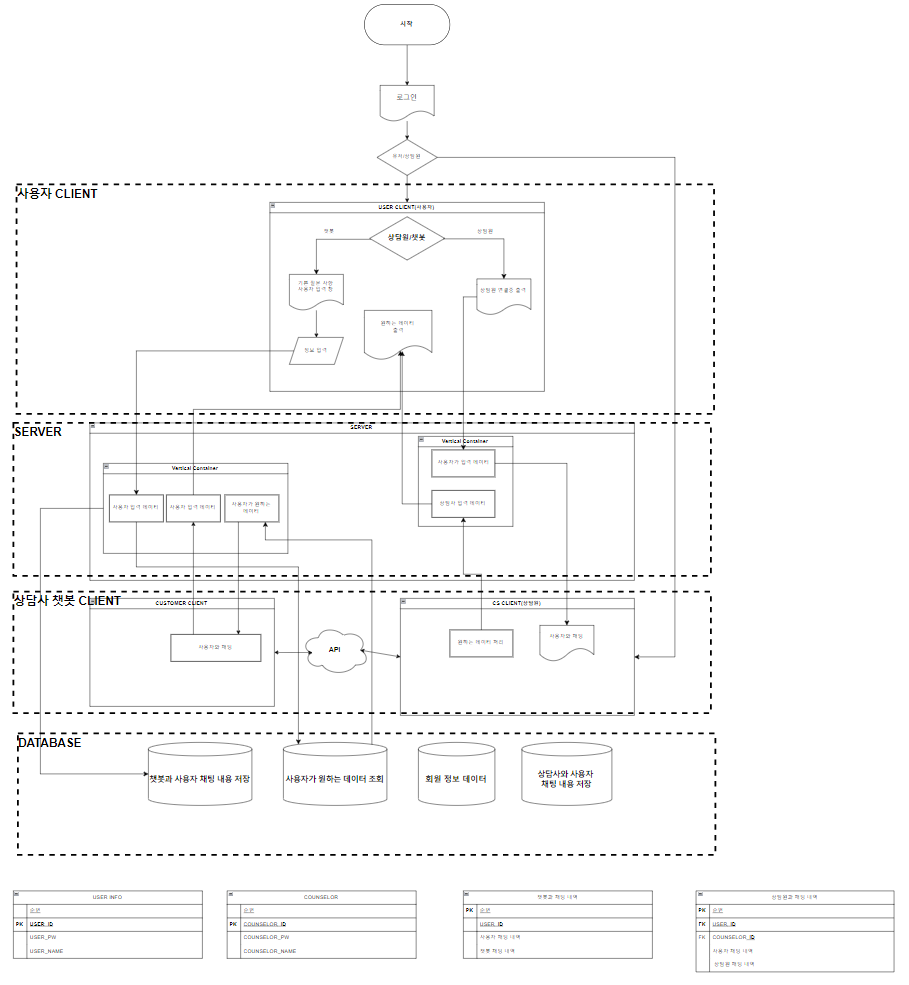 시작
로그인
유저/상담원
사용자 CLIENT
USER CLIENT(사용자)
상담원/챗봇
챗봇
상담원
기본 질문 사항
사용자 입력 창
상담원 연결중 출력
원하는 데이터
출력
정보 입력
SERVER
SERVER
Vertical Container
사용자가 입력 데이터
상담사 입력 데이터
Vertical Container
사용자 입력 데이터
사용자 입력 데이터
사용자가 원하는
데이터
상담사 챗봇 CLIENT
CUSTOMER CLIENT
CS CLIENT(상담원)
사용자와 채팅
API
원하는 데이터 처리
사용자와 채팅
DATABASE
챗봇과 사용자 채팅 내용 저장
사용자가 원하는 데이터 조회
회원 정보 데이터
상담사와 사용자
채팅 내용 저장
USER INFO
순번
PK USER_ID
USER_PW
USER_NAME
COUNSELOR
순번
PK COUNSELOR_ID
COUNSELOR_PW
COUNSELOR_NAME
챗봇과 채팅 내역
PK 순번
USER_ID
사용자 채팅 내역
챗봇 채팅 내역
상담원과 채팅 내역
PK 순번
FK USER_ID
FK COUNSELOR_ID
사용자 채팅 내역
상담원 채팅 내역